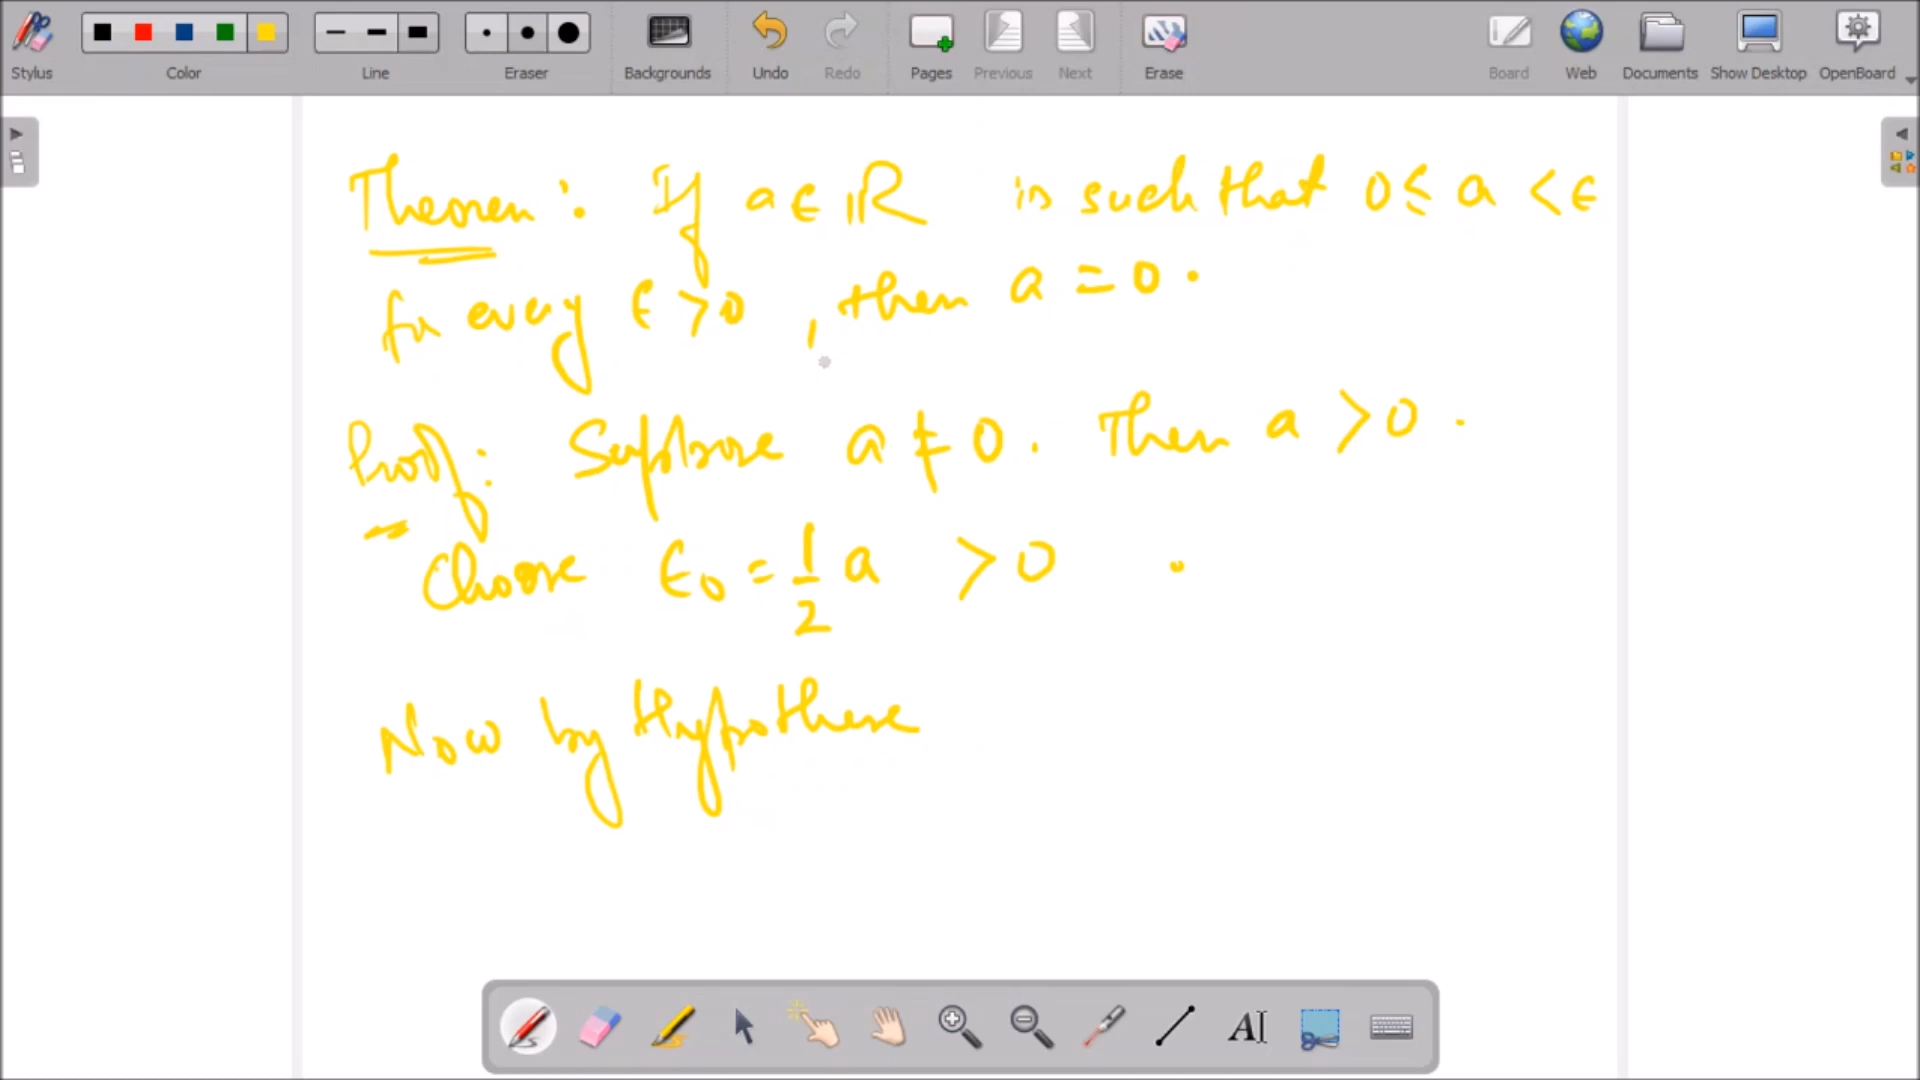 Stylus Color Line Eraser Backgrounds Undo Redo Pages Previous Next Erase Board Web Documents Show Desktop OpenBoard
Theorem: If a ∈ ℝ is such that 0 ≤ a < ϵ
for every ϵ > 0, then a = 0.
Proof: Suppose a ≠ 0. Then a > 0.
Choose ϵ₀ = 1/2 a > 0.
Now by Hypothese